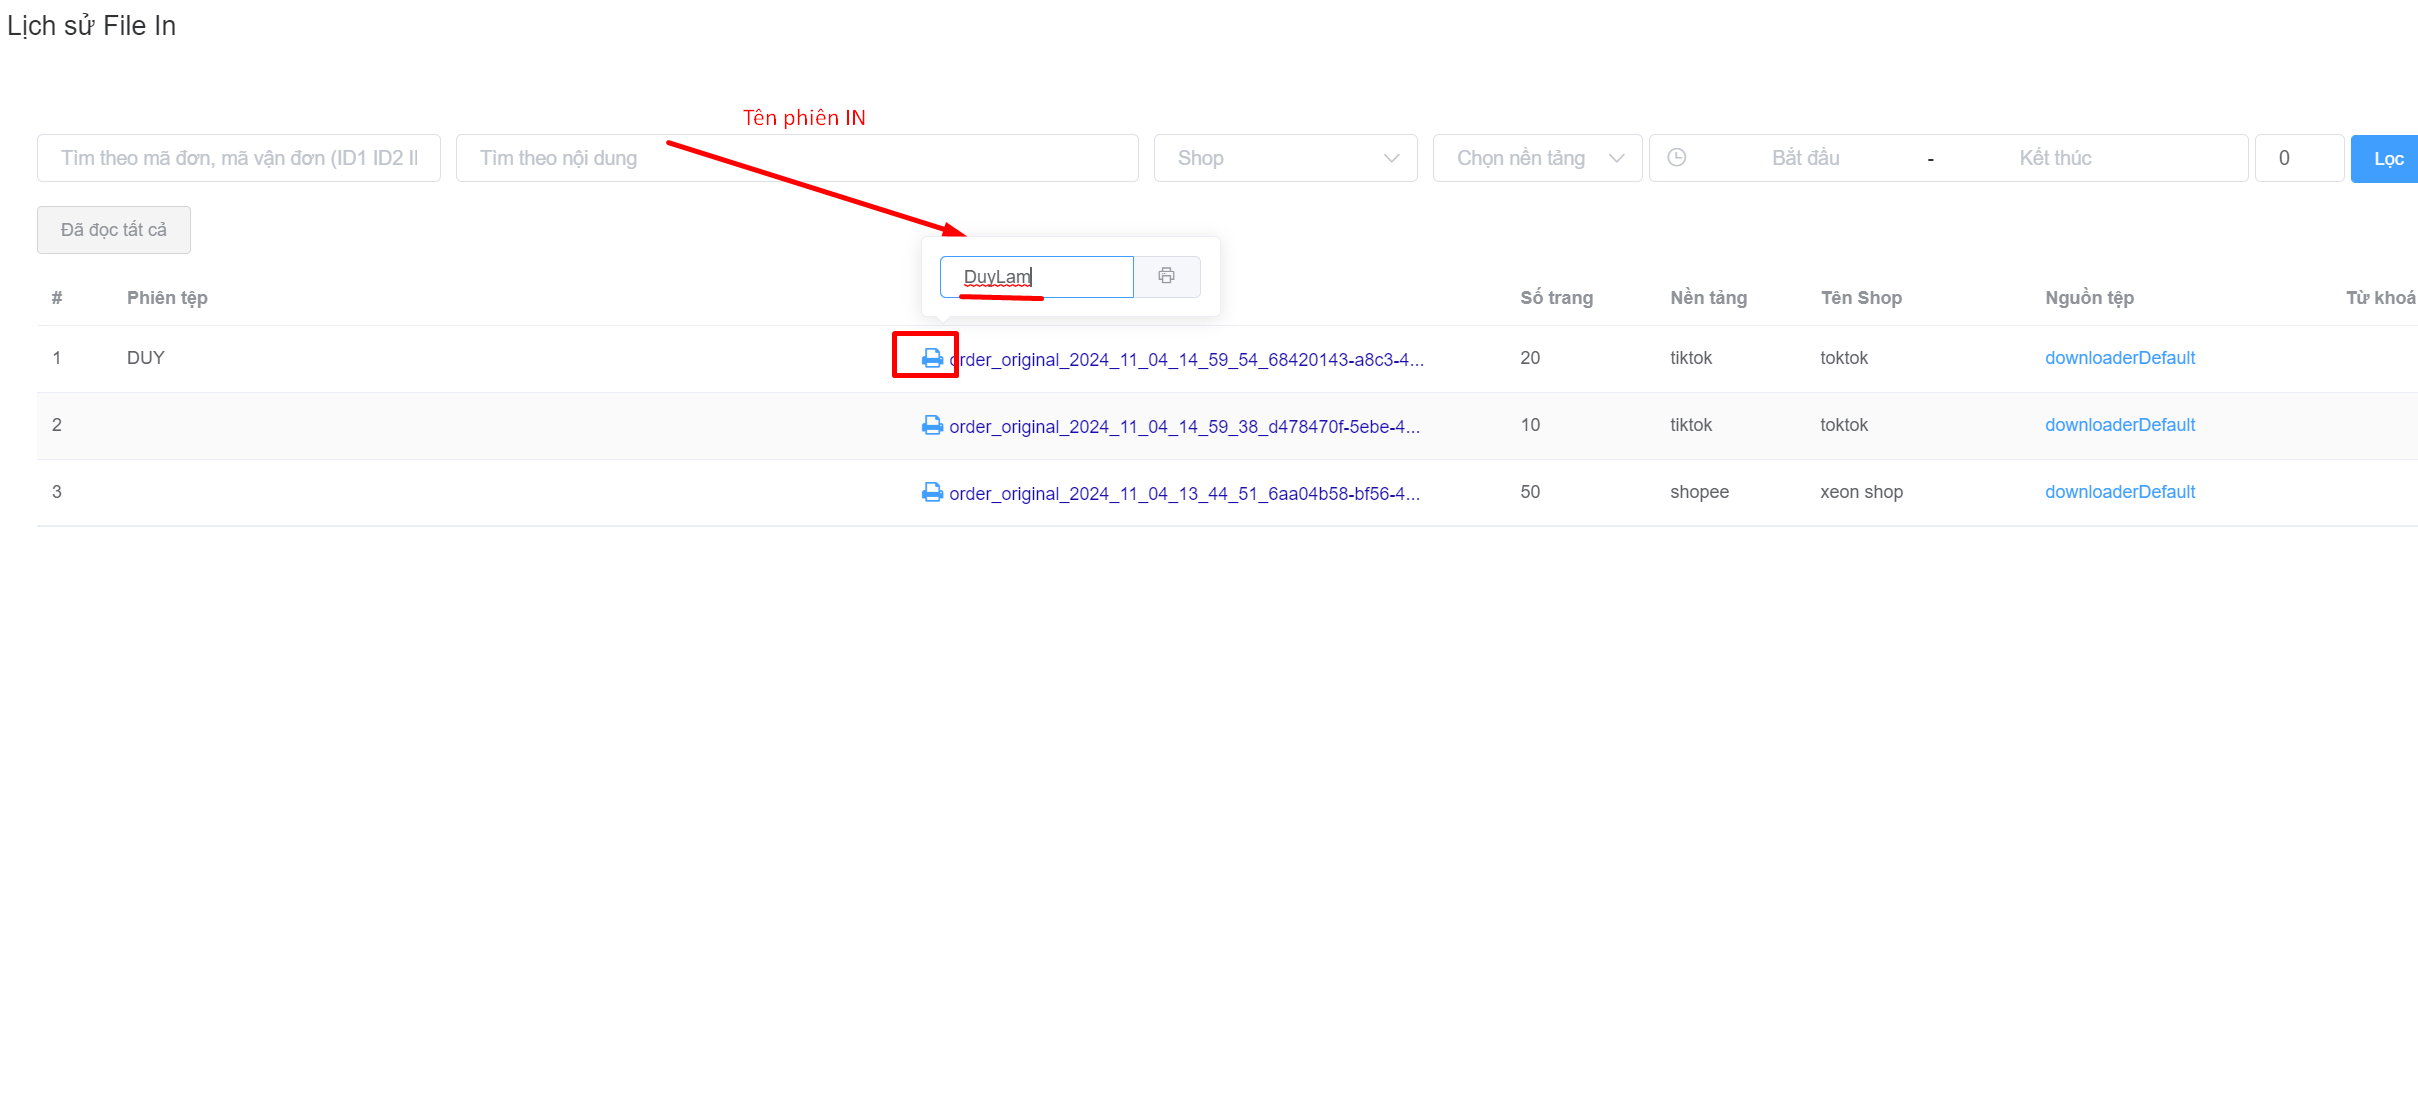 Lịch sử File In
Tên phiên IN
Tìm theo mã đơn, mã vận đơn (ID1 ID2 II
Tìm theo nội dung
Shop
Chọn nền tảng
Bắt đầu - Kết thúc
0
Lọc
Đã đọc tất cả
DuyLam
# Phiên tệp Số trang Nền tảng Tên Shop Nguồn tệp Từ khoá
1 DUY order_original_2024_11_04_14_59_54_68420143-a8c3-4... 20 tiktok toktok downloaderDefault
2 order_original_2024_11_04_14_59_38_d478470f-5ebe-4... 10 tiktok toktok downloaderDefault
3 order_original_2024_11_04_13_44_51_6aa04b58-bf56-4... 50 shopee xeon shop downloaderDefault